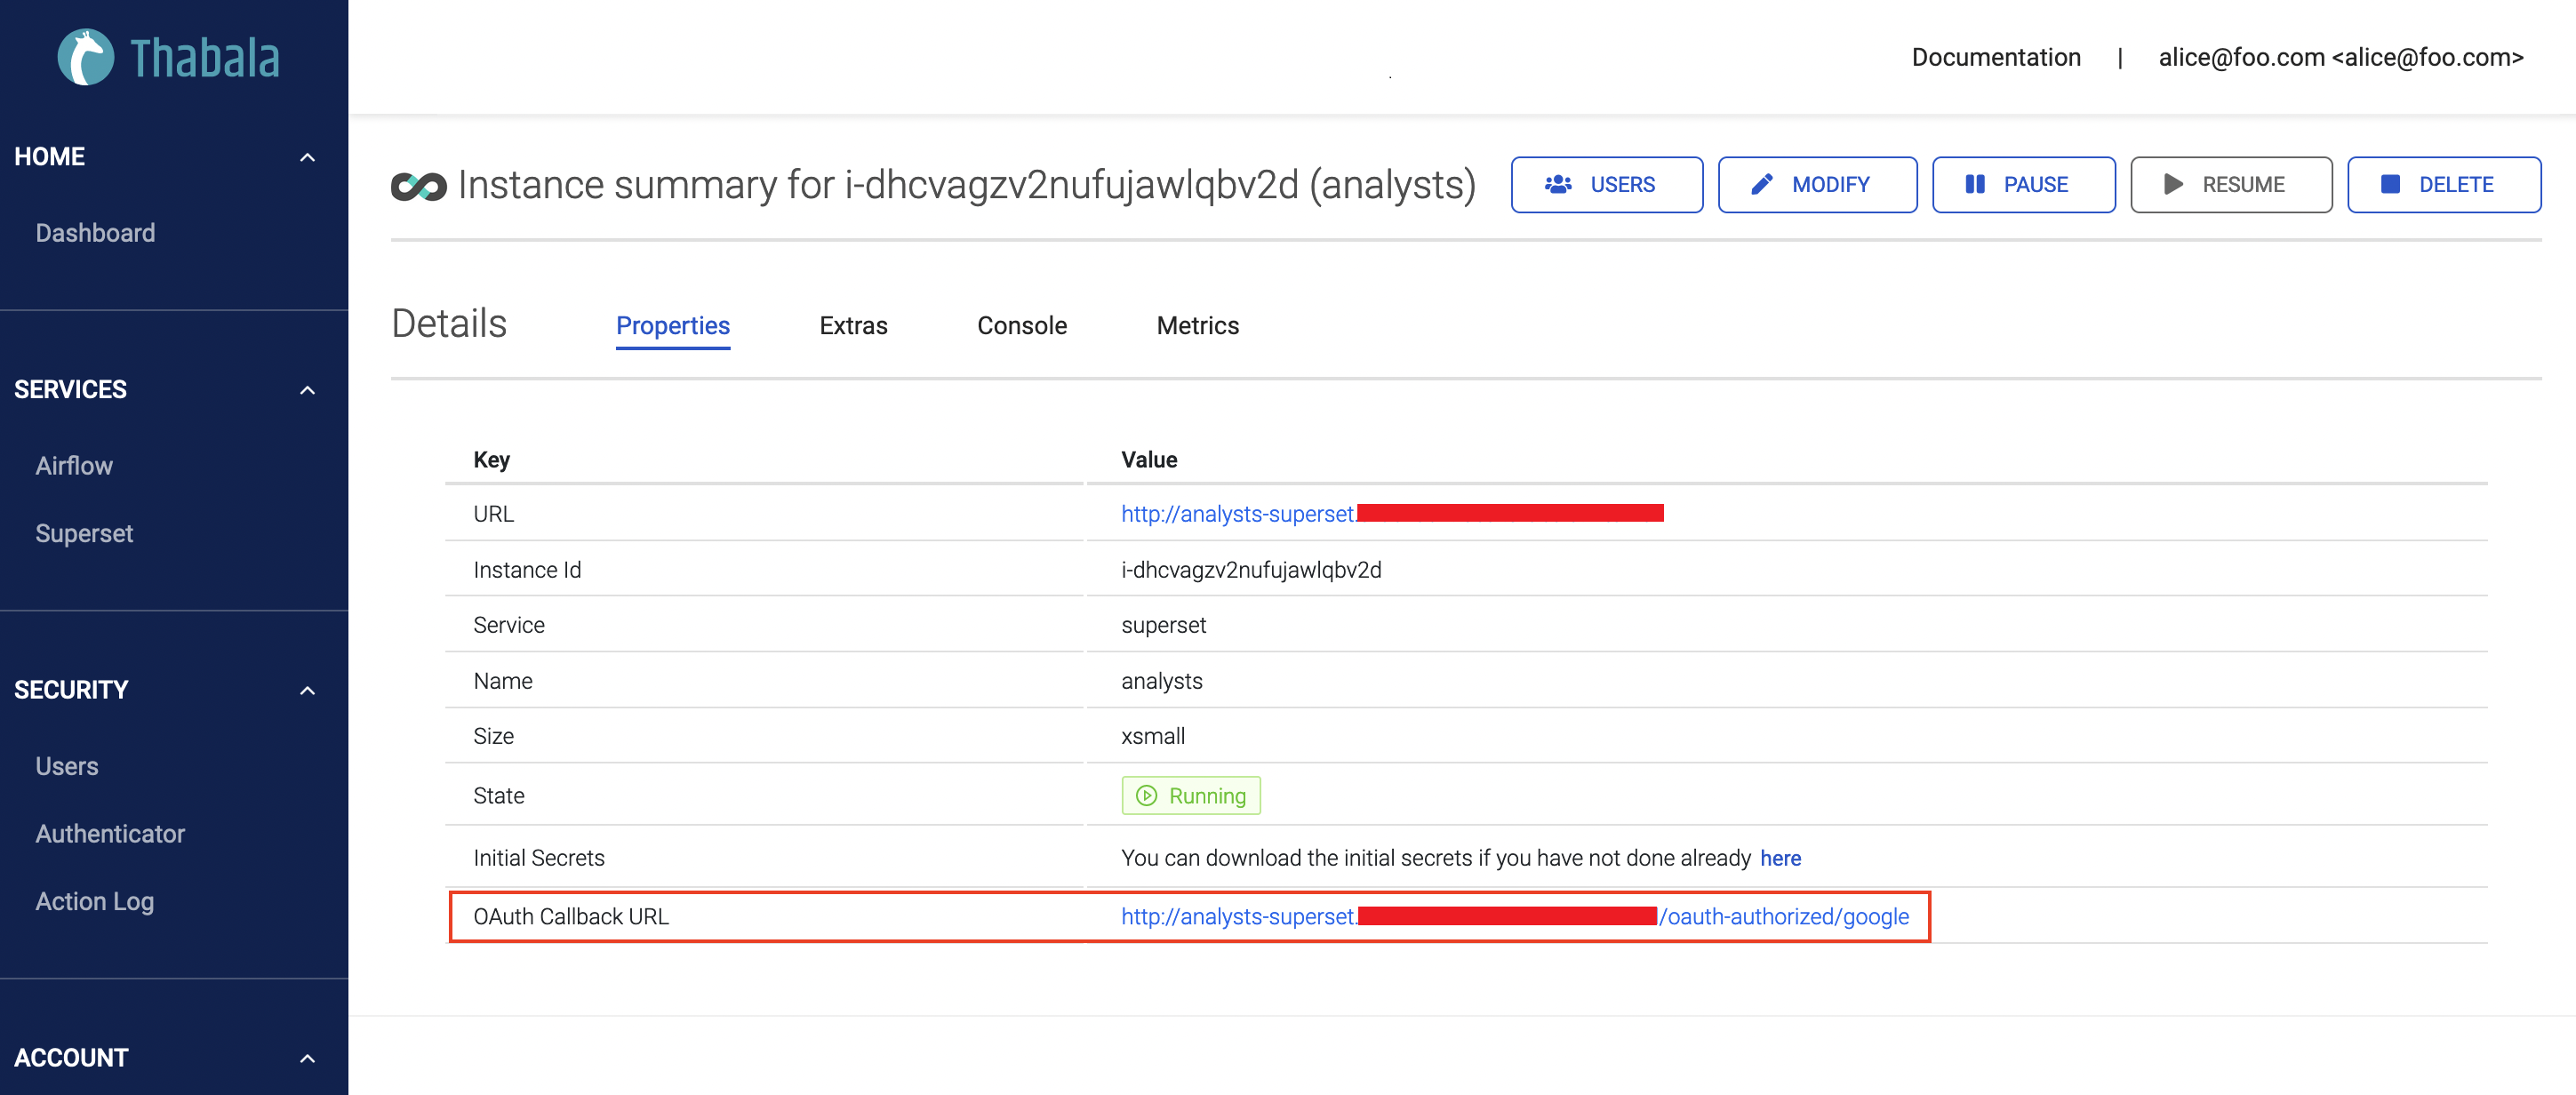 Thabala
Documentation | alice@foo.com <alice@foo.com>
HOME
Dashboard
SERVICES
Airflow
Superset
SECURITY
Users
Authenticator
Action Log
ACCOUNT
Instance summary for i-dhcvagzv2nufujawlqbv2d (analysts)
USERS
MODIFY
PAUSE
RESUME
DELETE
Details Properties Extras Console Metrics
Key Value
URL http://analysts-superset.
Instance Id i-dhcvagzv2nufujawlqbv2d
Service superset
Name analysts
Size xsmall
State Running
Initial Secrets You can download the initial secrets if you have not done already here
OAuth Callback URL http://analysts-superset. /oauth-authorized/google